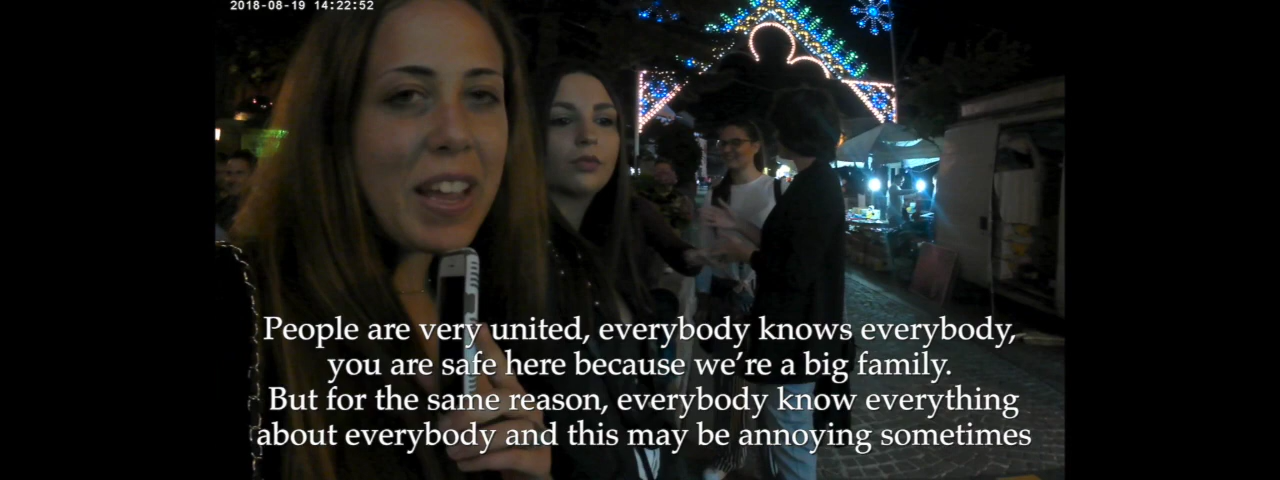 2018-08-19 14:22:52
People are very united, everybody knows everybody,
you are safe here because we’re a big family.
But for the same reason, everybody know everything
about everybody and this may be annoying sometimes